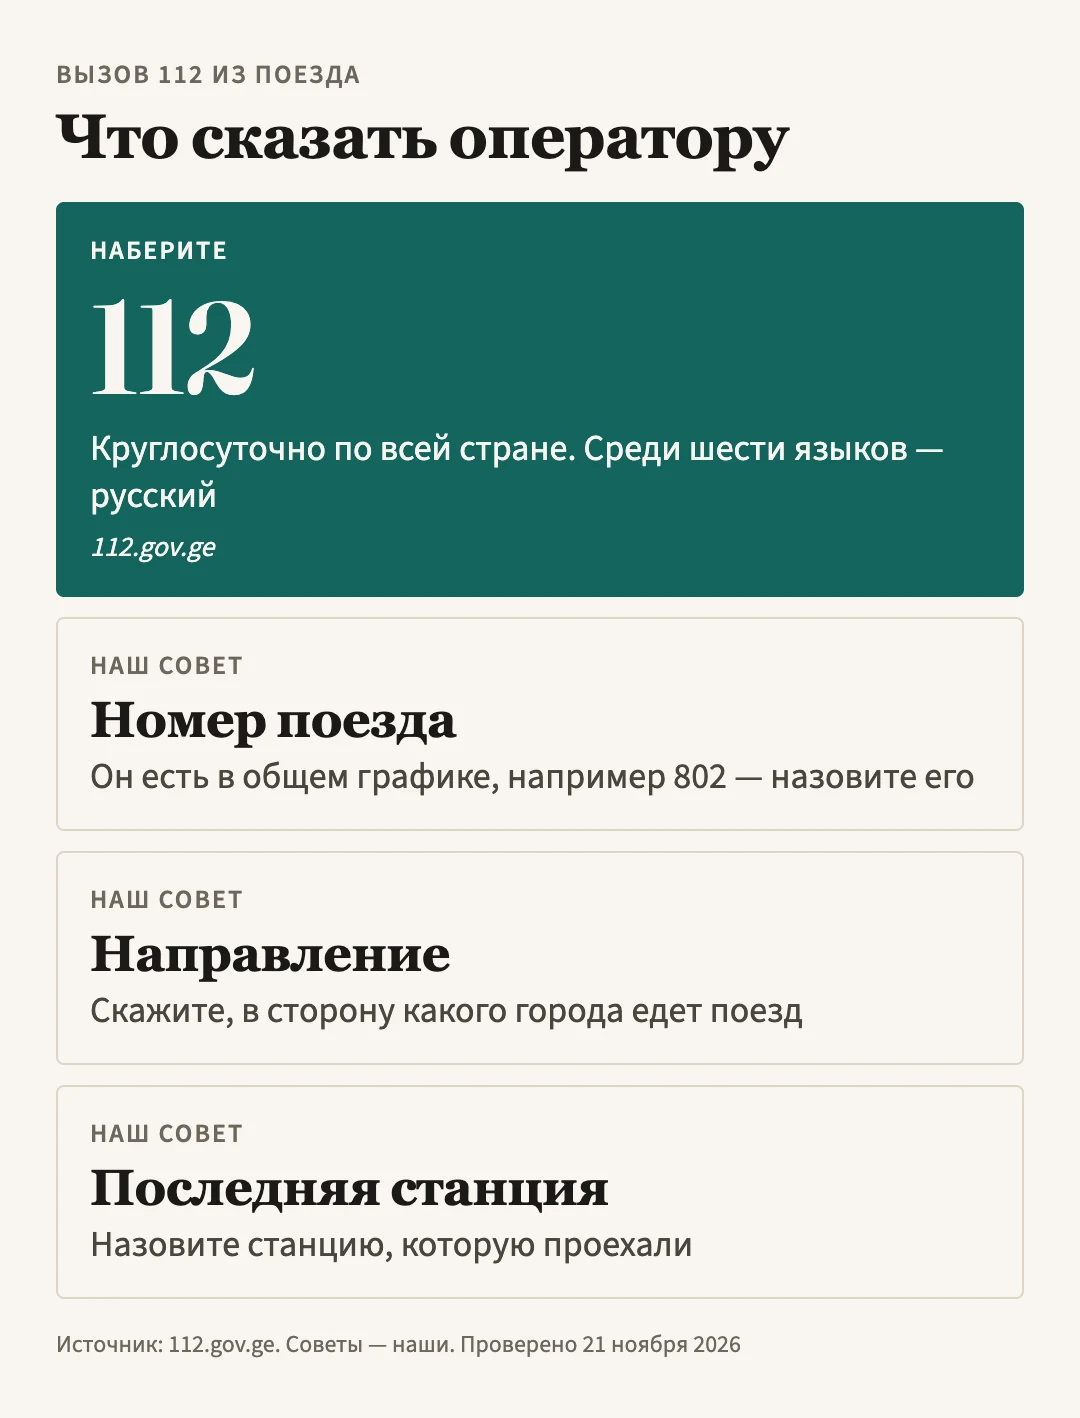 ВЫЗОВ 112 ИЗ ПОЕЗДА
Что сказать оператору
НАБЕРИТЕ
112
Круглосуточно по всей стране. Среди шести языков —
русский
112.gov.ge
НАШ СОВЕТ
Номер поезда
Он есть в общем графике, например 802 — назовите его
НАШ СОВЕТ
Направление
Скажите, в сторону какого города едет поезд
НАШ СОВЕТ
Последняя станция
Назовите станцию, которую проехали
Источник: 112.gov.ge. Советы — наши. Проверено 21 ноября 2026